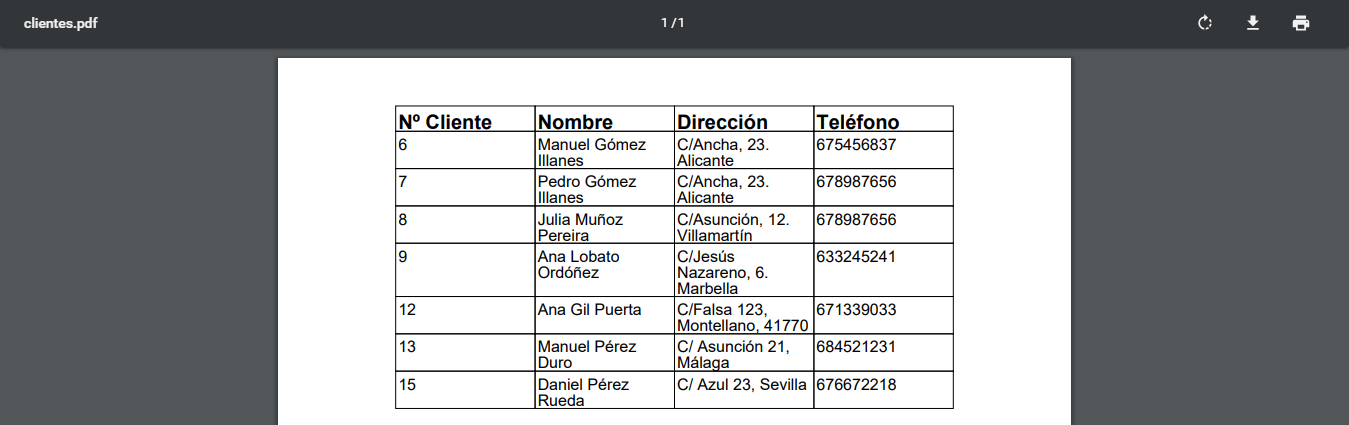 clientes.pdf 1 / 1
Nº Cliente Nombre Dirección Teléfono
6 Manuel Gómez C/Ancha, 23. 675456837
Illanes Alicante
7 Pedro Gómez C/Ancha, 23. 678987656
Illanes Alicante
8 Julia Muñoz C/Asunción, 12. 678987656
Pereira Villamartín
9 Ana Lobato C/Jesús 633245241
Ordóñez Nazareno, 6.
Marbella
12 Ana Gil Puerta C/Falsa 123, 671339033
Montellano, 41770
13 Manuel Pérez C/ Asunción 21, 684521231
Duro Málaga
15 Daniel Pérez C/ Azul 23, Sevilla 676672218
Rueda